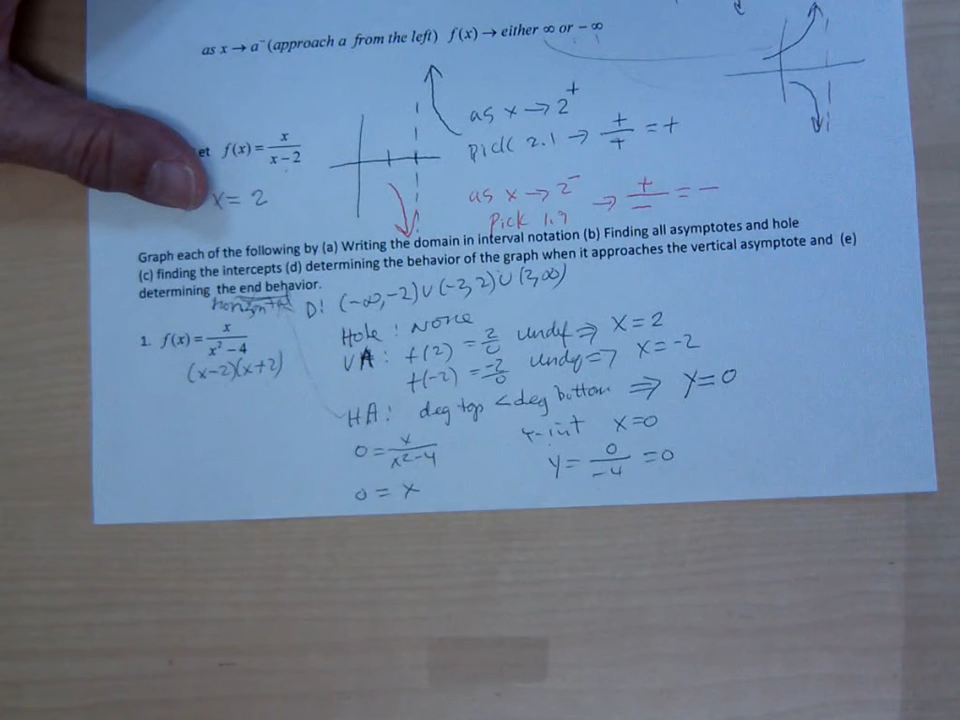 as x → a⁻ (approach a from the left) f(x) → either ∞ or − ∞
et f(x) = x/(x−2)
x = 2
as x → 2⁺
pick 2.1 → +/+ = +
as x → 2⁻
Pick 1.9 → +/− = −
Graph each of the following by (a) Writing the domain in interval notation (b) Finding all asymptotes and hole
(c) finding the intercepts (d) determining the behavior of the graph when it approaches the vertical asymptote and (e)
determining the end behavior.
horizontal
D: (−∞,−2)∪(−2,2)∪(2,∞)
1. f(x) = x/(x²−4)
(x−2)(x+2)
Hole: None
VA: f(2) = 2/0 undef ⇒ x=2
f(−2) = −2/0 undef ⇒ x=−2
HA: deg top < deg bottom ⇒ y=0
0 = x/(x²−4)
0 = x
Y-int x=0
y = 0/−4 = 0